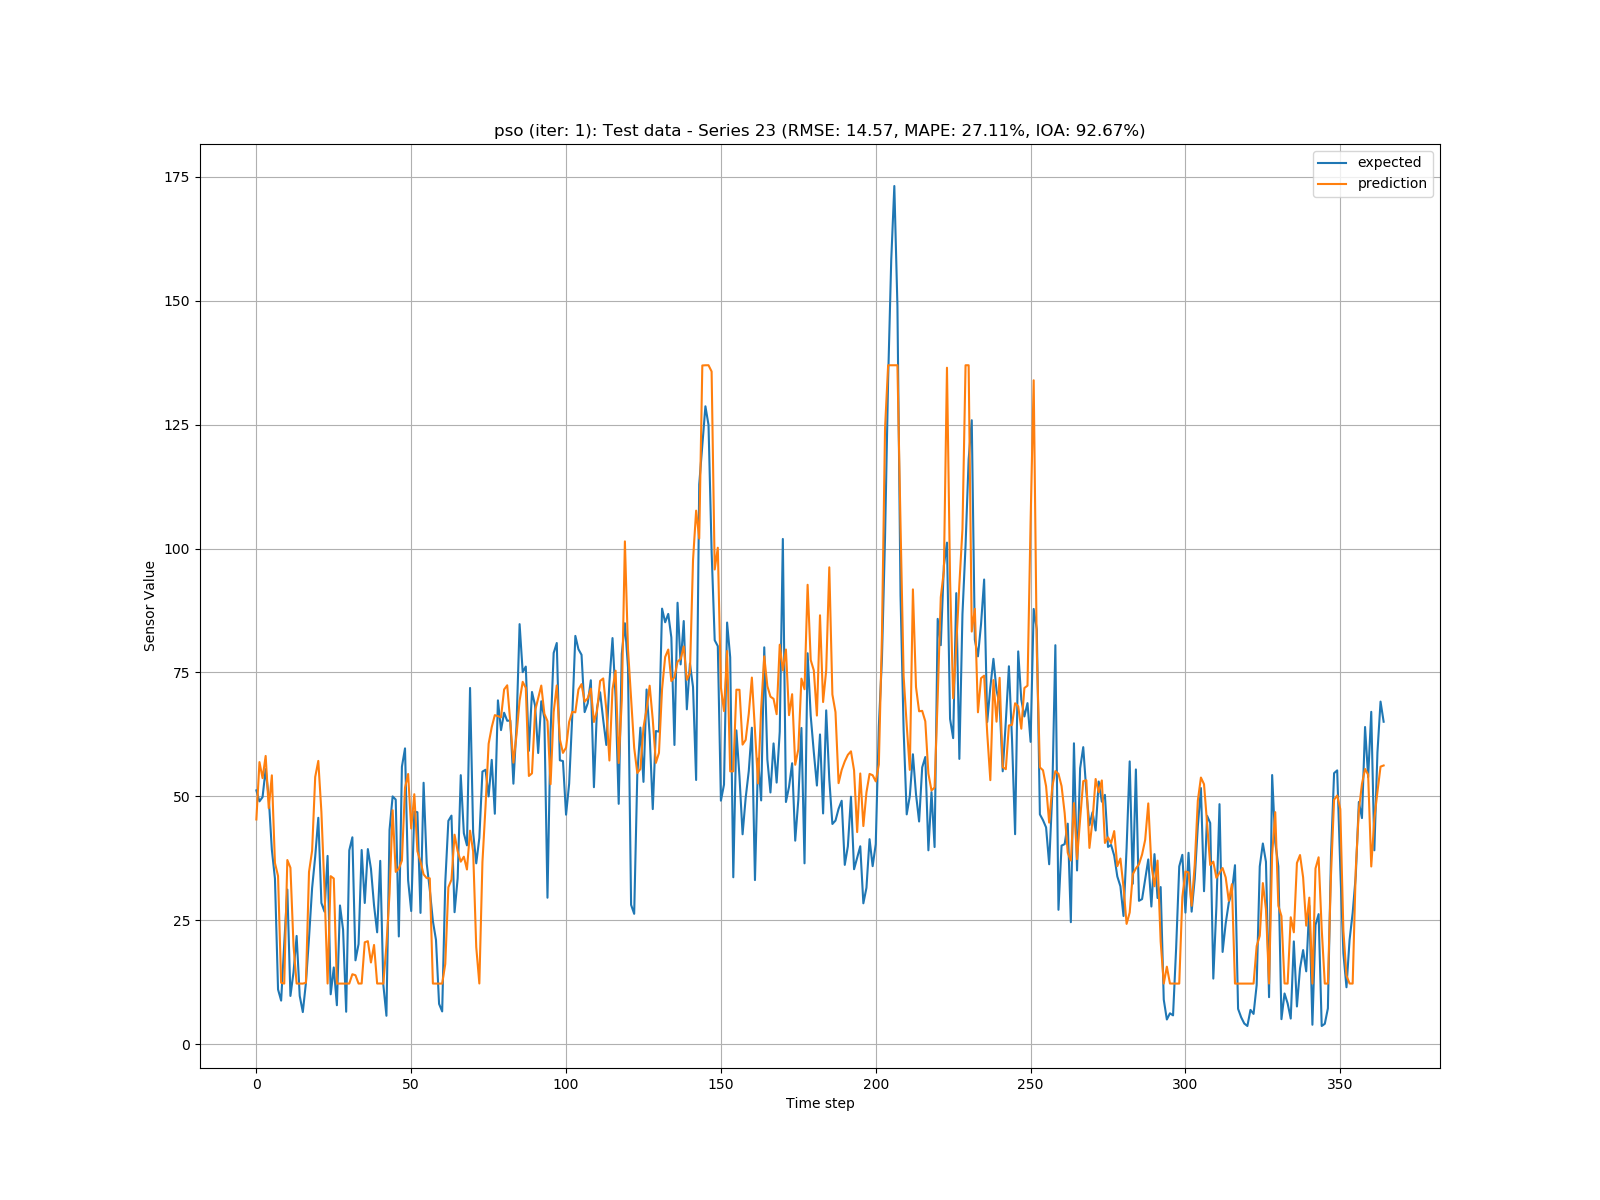 pso (iter: 1): Test data - Series 23 (RMSE: 14.57, MAPE: 27.11%, IOA: 92.67%)
expected
prediction
175
150
125
100
75
50
25
0
Sensor Value
0 50 100 150 200 250 300 350
Time step